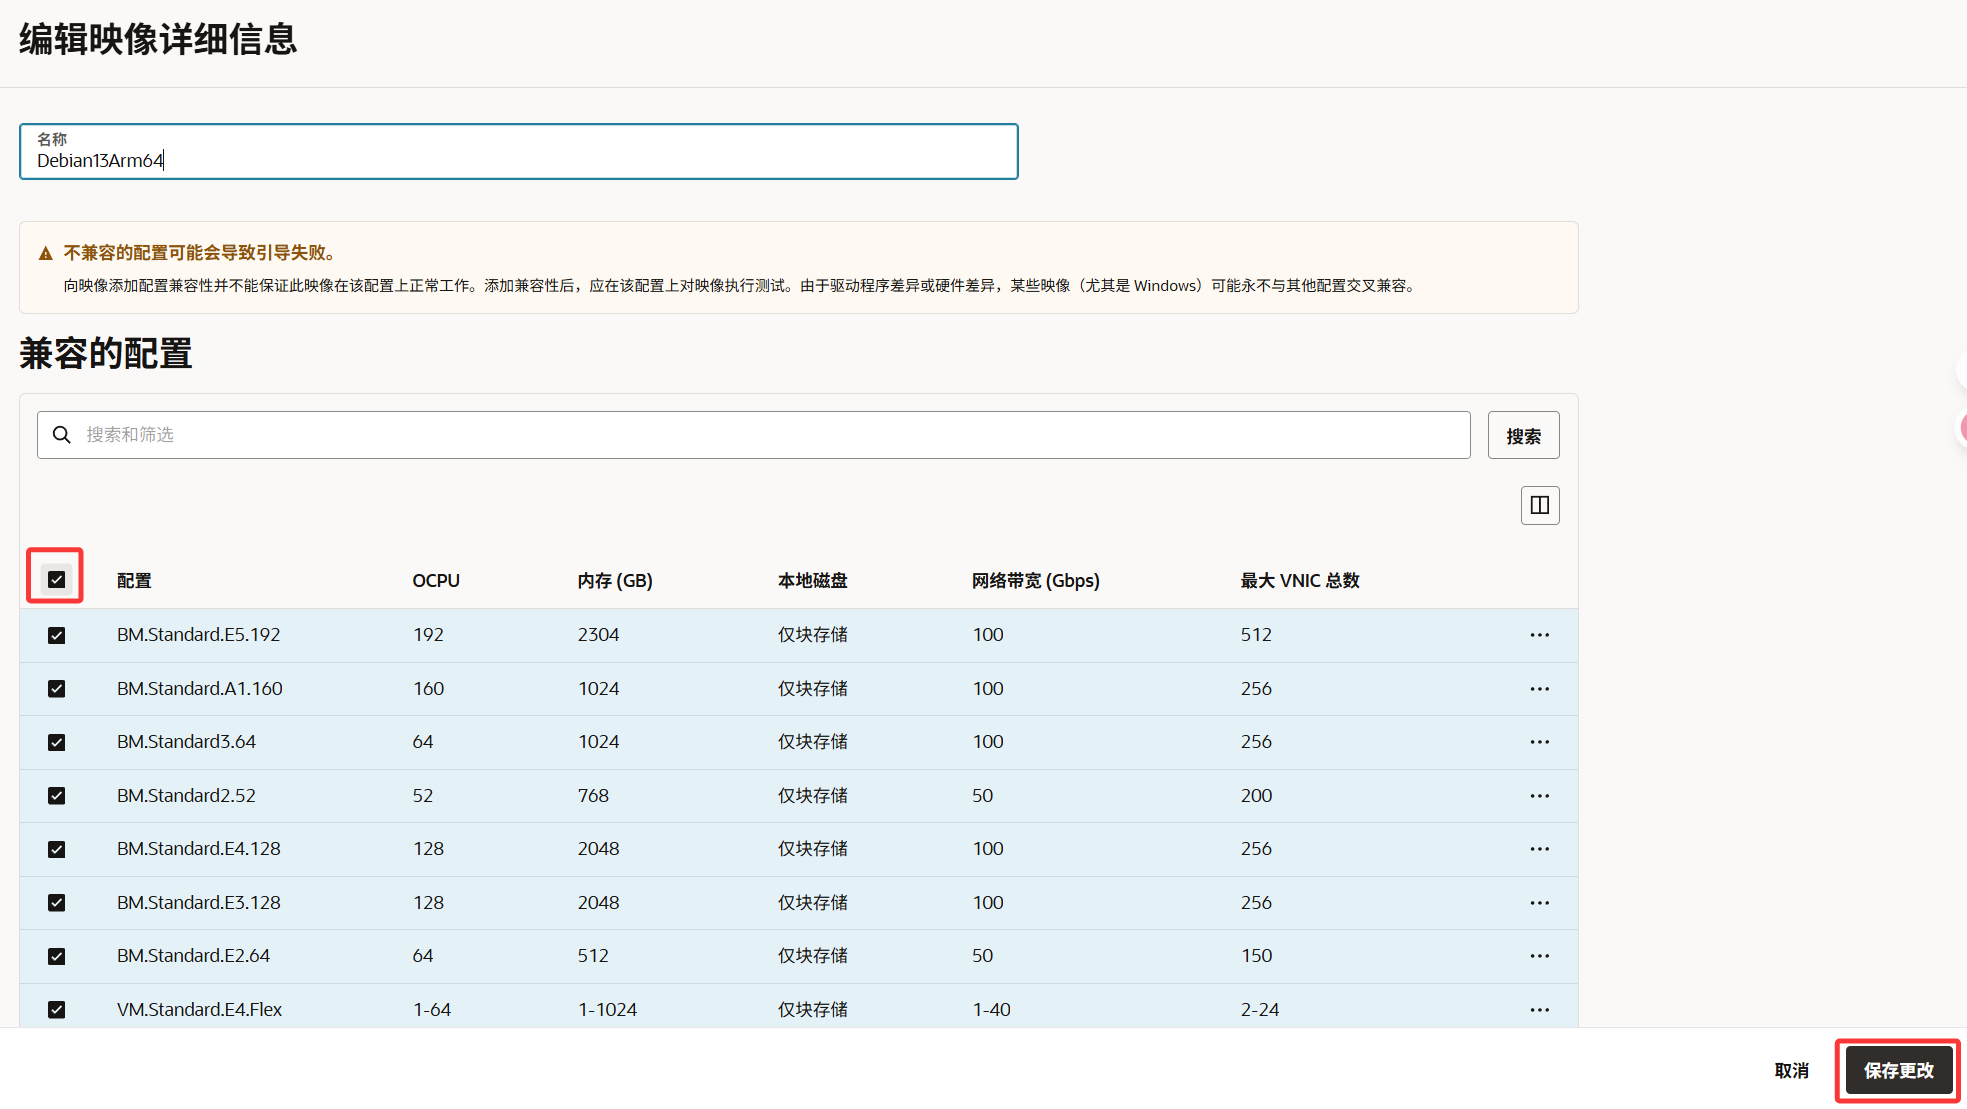 编辑映像详细信息
名称
Debian13Arm64
不兼容的配置可能会导致引导失败。
向映像添加配置兼容性并不能保证此映像在该配置上正常工作。添加兼容性后，应在该配置上对映像执行测试。由于驱动程序差异或硬件差异，某些映像（尤其是 Windows）可能永不与其他配置交叉兼容。
兼容的配置
搜索和筛选 搜索
配置 OCPU 内存 (GB) 本地磁盘 网络带宽 (Gbps) 最大 VNIC 总数
BM.Standard.E5.192 192 2304 仅块存储 100 512 ···
BM.Standard.A1.160 160 1024 仅块存储 100 256 ···
BM.Standard3.64 64 1024 仅块存储 100 256 ···
BM.Standard2.52 52 768 仅块存储 50 200 ···
BM.Standard.E4.128 128 2048 仅块存储 100 256 ···
BM.Standard.E3.128 128 2048 仅块存储 100 256 ···
BM.Standard.E2.64 64 512 仅块存储 50 150 ···
VM.Standard.E4.Flex 1-64 1-1024 仅块存储 1-40 2-24 ···
取消 保存更改